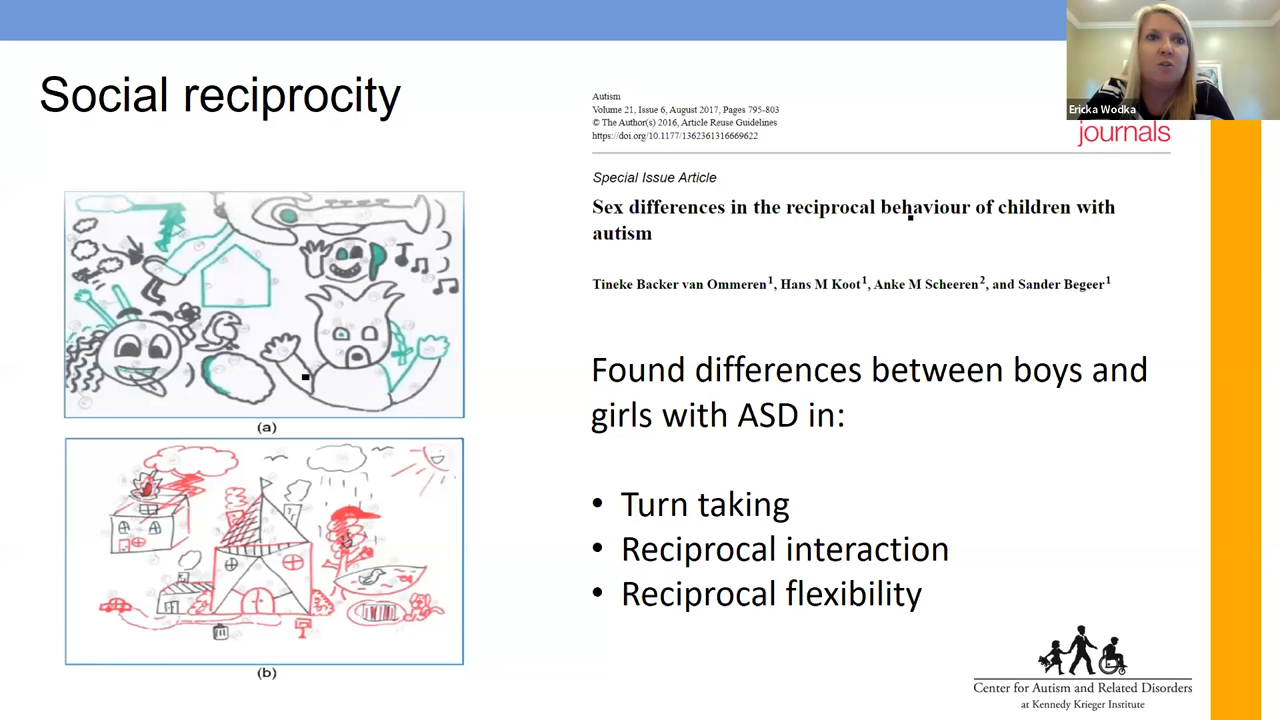 Social reciprocity
Ericka Wodka
Autism
Volume 21, Issue 6, August 2017, Pages 795-803
© The Author(s) 2016, Article Reuse Guidelines
https://doi.org/10.1177/1362361316669622
journals
Special Issue Article
Sex differences in the reciprocal behaviour of children with
autism
Tineke Backer van Ommeren1, Hans M Koot1, Anke M Scheeren2, and Sander Begeer1
(a)
Found differences between boys and
girls with ASD in:
• Turn taking
• Reciprocal interaction
• Reciprocal flexibility
(b)
Center for Autism and Related Disorders
at Kennedy Krieger Institute